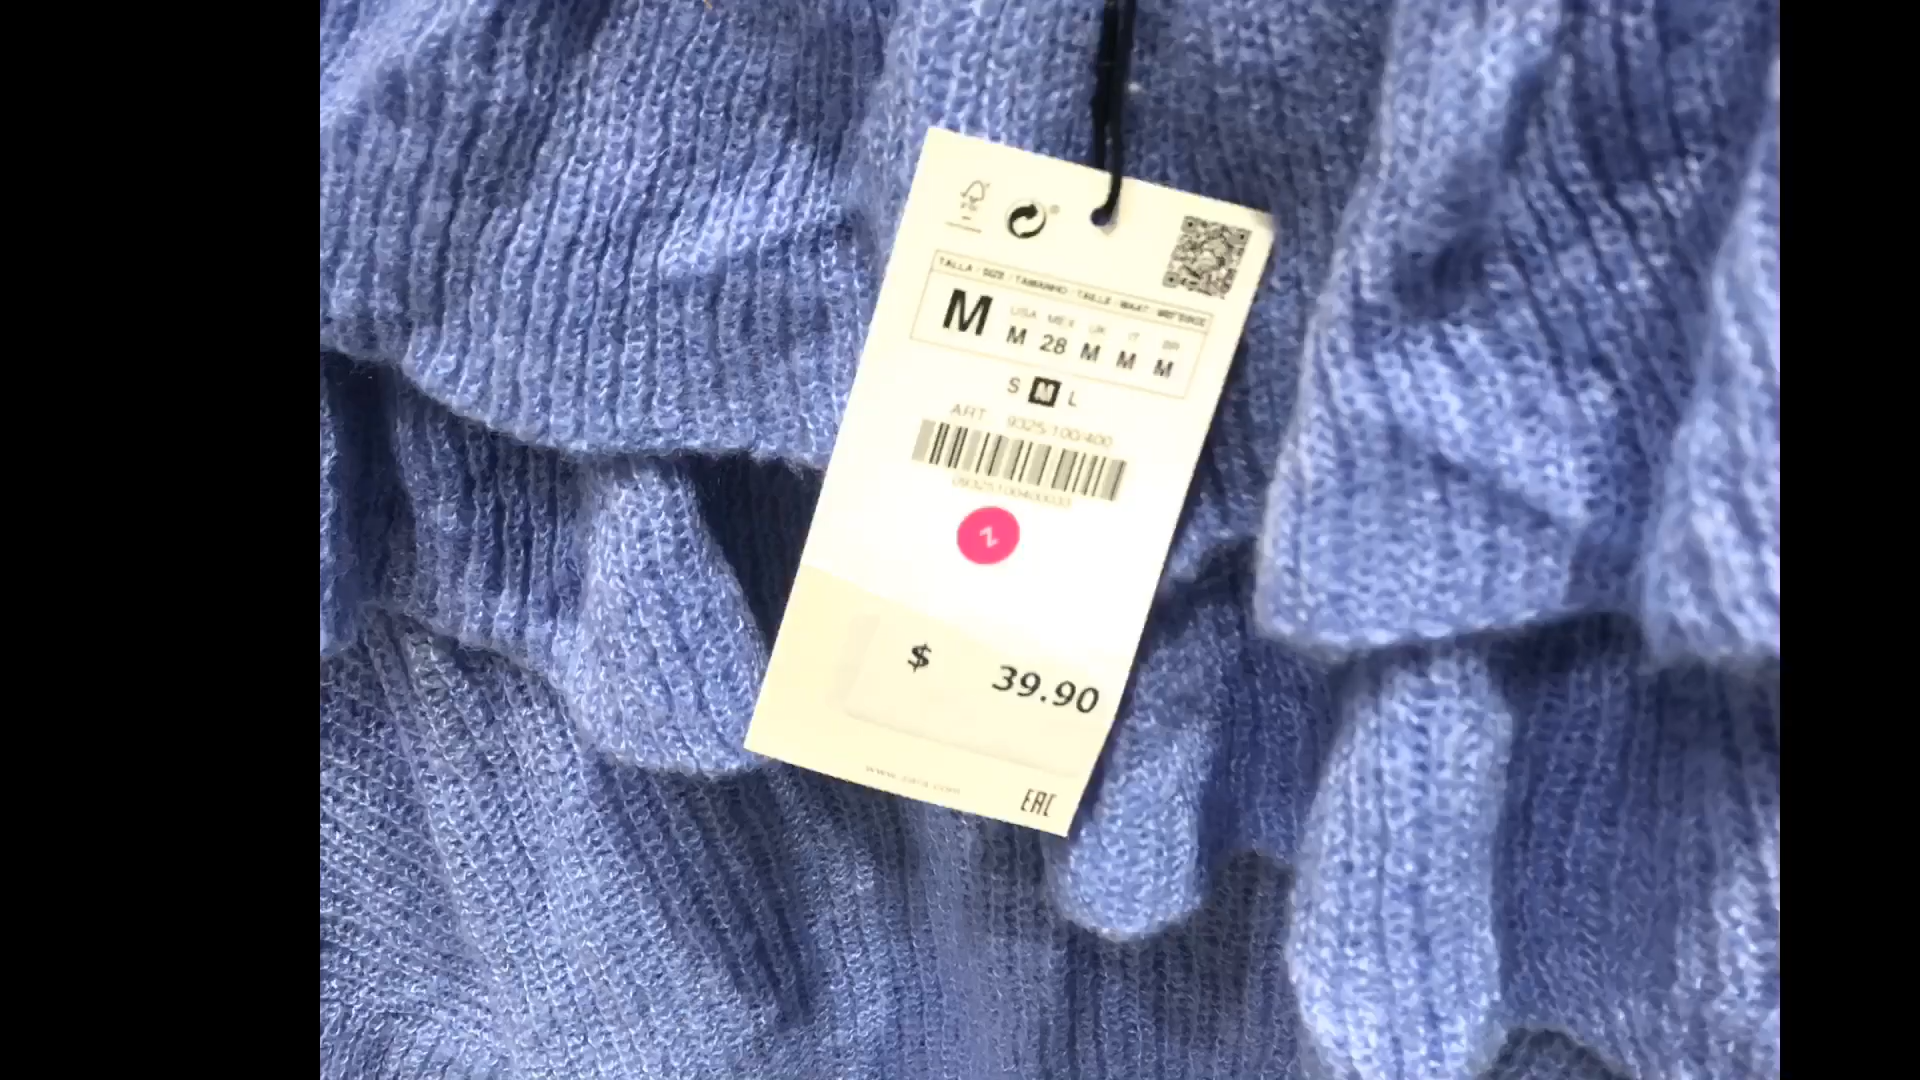 TALLA / SIZE / TAMANHO - TAILLE - MAAT -
M
USA MEX UK IT BR
M 28 M M M
S M L
ART. 9325/100/400
Z
$ 39.90
www.zara.com
EAC